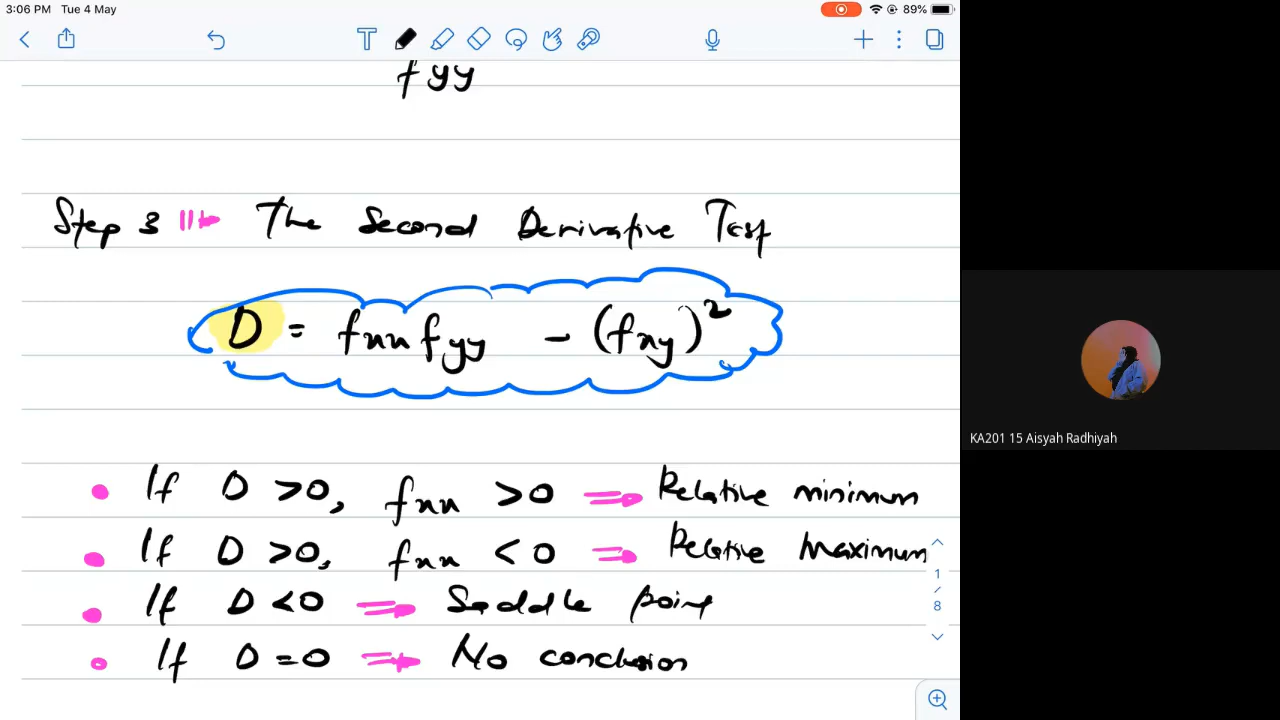 3:06 PM Tue 4 May
89%
fyy
Step 3 The Second Derivative Test
D = fxx fyy - (fxy)²
If D >0, fxx >0 ⇒ Relative minimum
If D >0, fxx < 0 ⇒ Relative Maximum
If D <0 ⇒ Saddle point
If D =0 ⇒ No conclusion
1
/
8
KA201 15 Aisyah Radhiyah